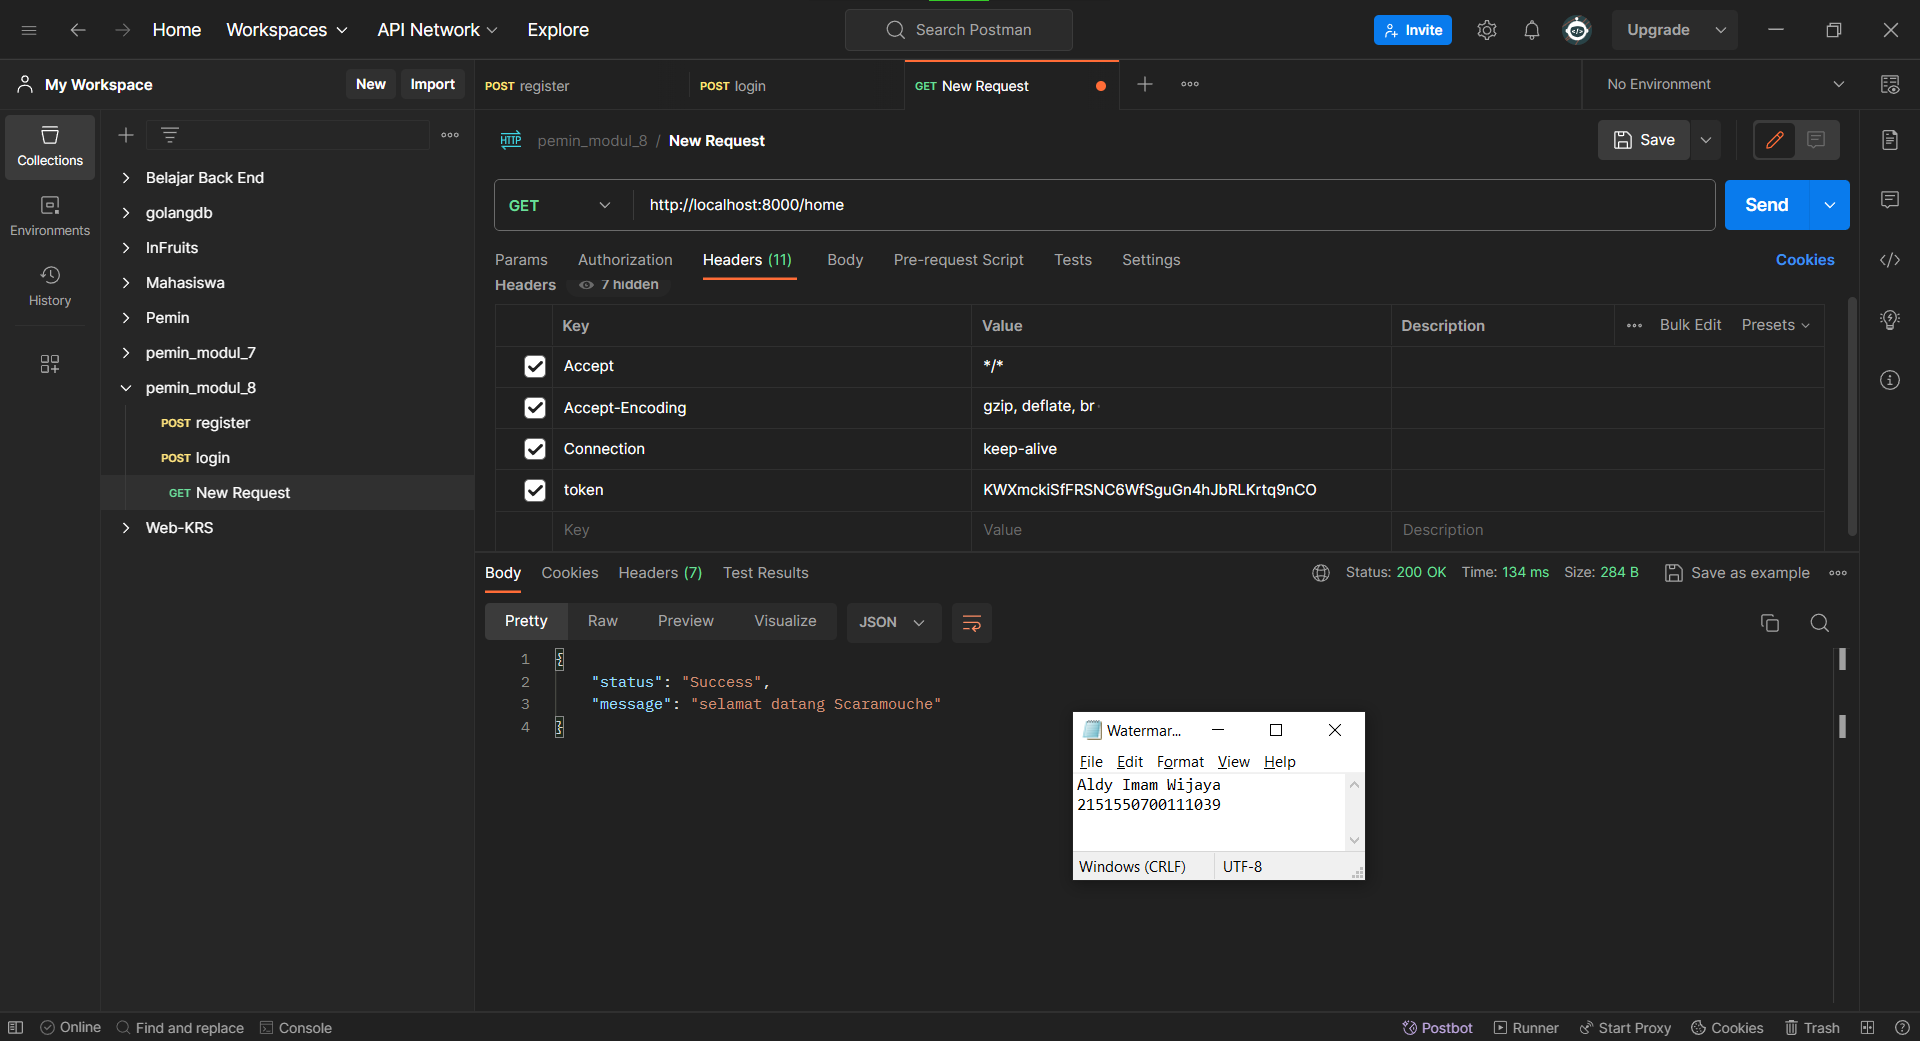 Home Workspaces API Network Explore Search Postman Invite Upgrade
My Workspace New Import POST register POST login GET New Request No Environment
Collections
Environments
History
Belajar Back End
golangdb
InFruits
Mahasiswa
Pemin
pemin_modul_7
pemin_modul_8
POST register
POST login
GET New Request
Web-KRS
HTTP pemin_modul_8 / New Request Save
GET http://localhost:8000/home Send
Params Authorization Headers (11) Body Pre-request Script Tests Settings Cookies
Headers 7 hidden
Key Value Description Bulk Edit Presets
Accept */*
Accept-Encoding gzip, deflate, br
Connection keep-alive
token KWXmckiSfFRSNC6WfSguGn4hJbRLKrtq9nCO
Key Value Description
Body Cookies Headers (7) Test Results Status: 200 OK Time: 134 ms Size: 284 B Save as example
Pretty Raw Preview Visualize JSON
1 {
2 "status": "Success",
3 "message": "selamat datang Scaramouche"
4 }
Watermar...
File Edit Format View Help
Aldy Imam Wijaya
2151550700111039
Windows (CRLF) UTF-8
Online Find and replace Console Postbot Runner Start Proxy Cookies Trash